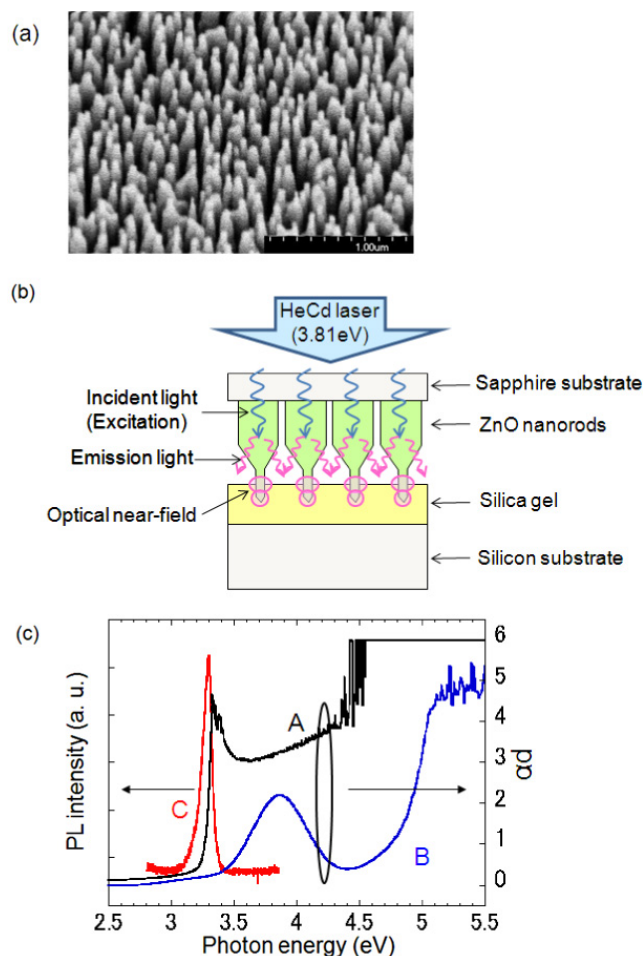 (a)
1.00um
(b)
HeCd laser
(3.81eV)
Incident light
(Excitation)
Emission light
Optical near-field
Sapphire substrate
ZnO nanorods
Silica gel
Silicon substrate
(c)
PL intensity (a. u.)
A
B
C
6
5
4
3
2
1
0
αp
2.5 3 3.5 4 4.5 5 5.5
Photon energy (eV)